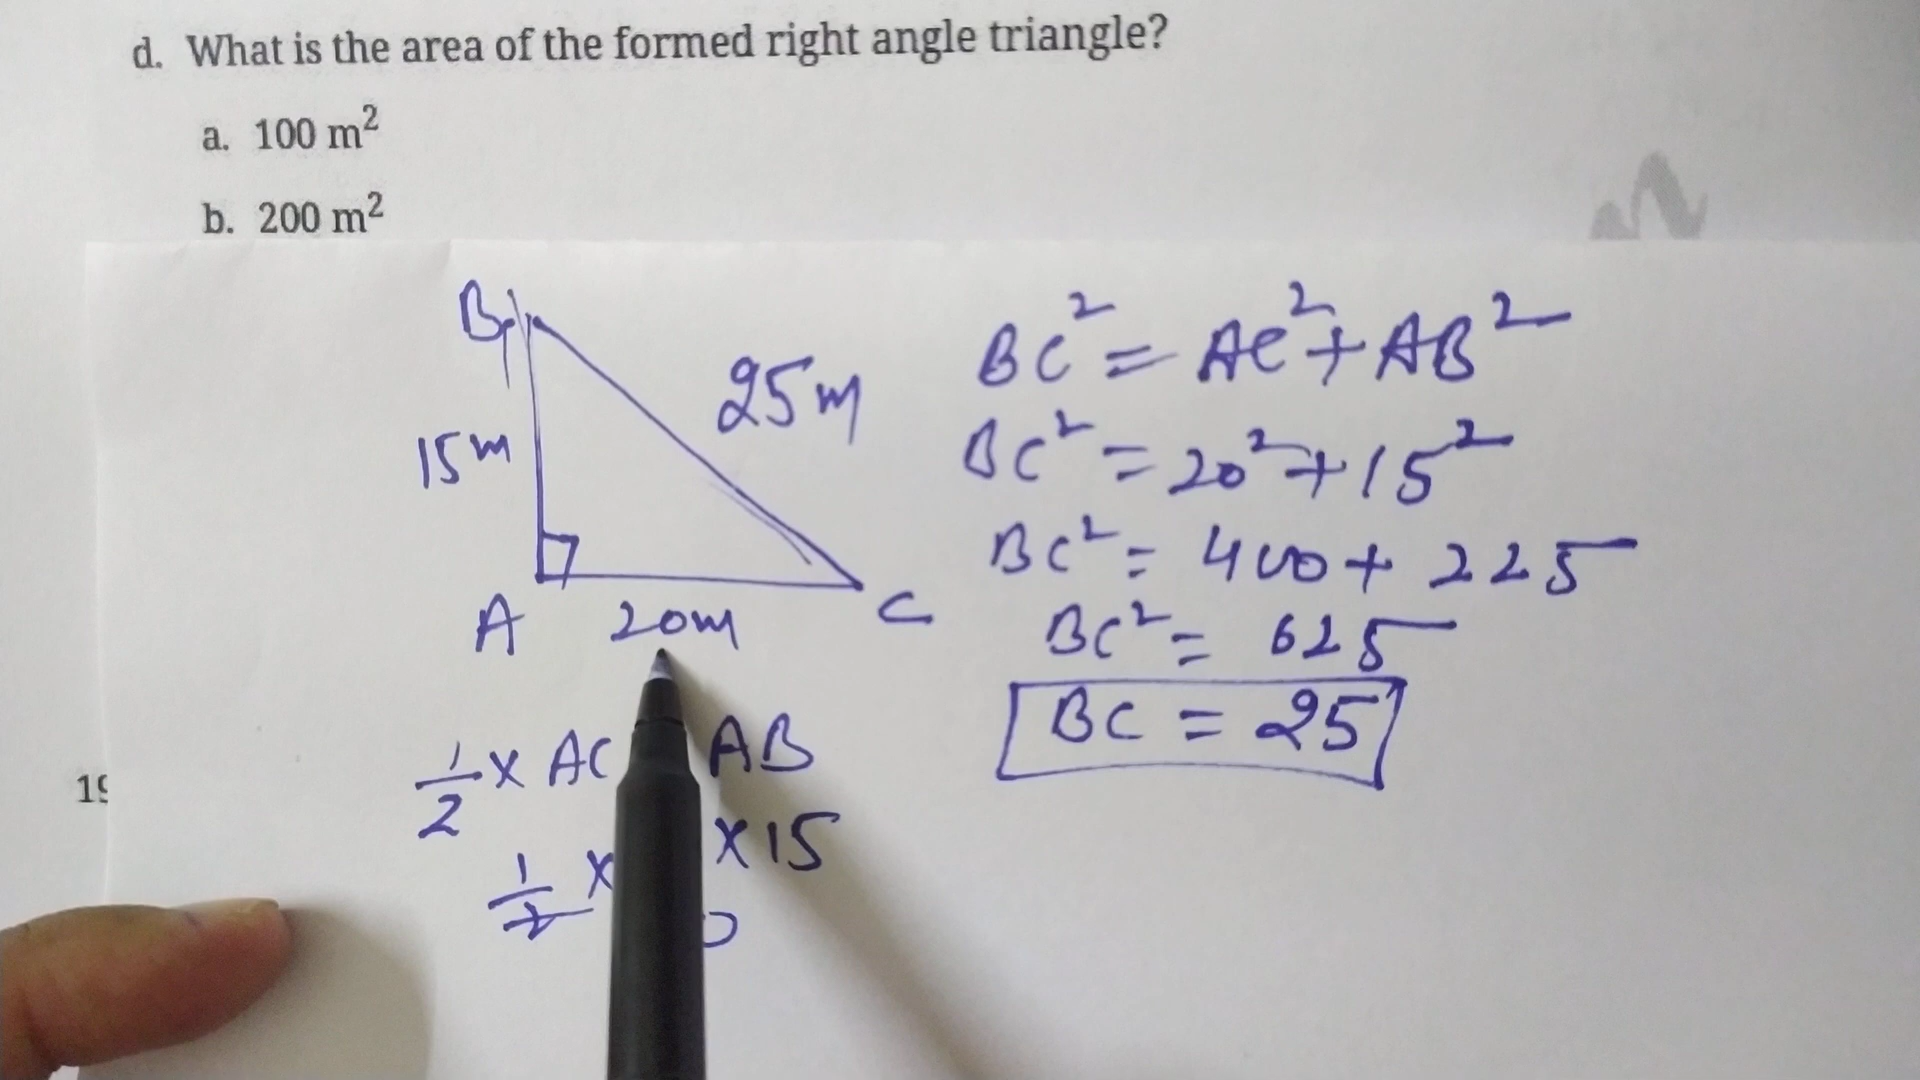 d. What is the area of the formed right angle triangle?
a. 100 m²
b. 200 m²
B
25m
15m
A
20m
C
BC² = AC² + AB²
BC² = 20² + 15²
BC² = 400 + 225
BC² = 625
BC = 25
1/2 × AC AB
1/2 × × 15
19